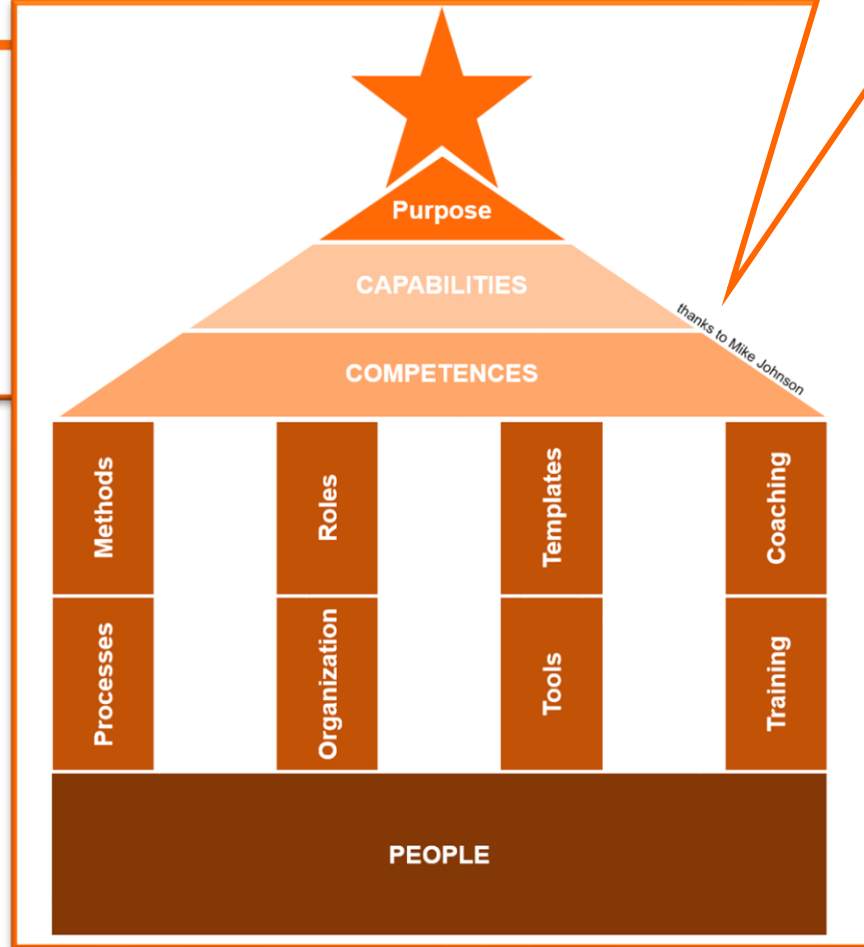 Purpose
CAPABILITIES
thanks to Mike Johnson
COMPETENCES
Methods
Roles
Templates
Coaching
Processes
Organization
Tools
Training
PEOPLE